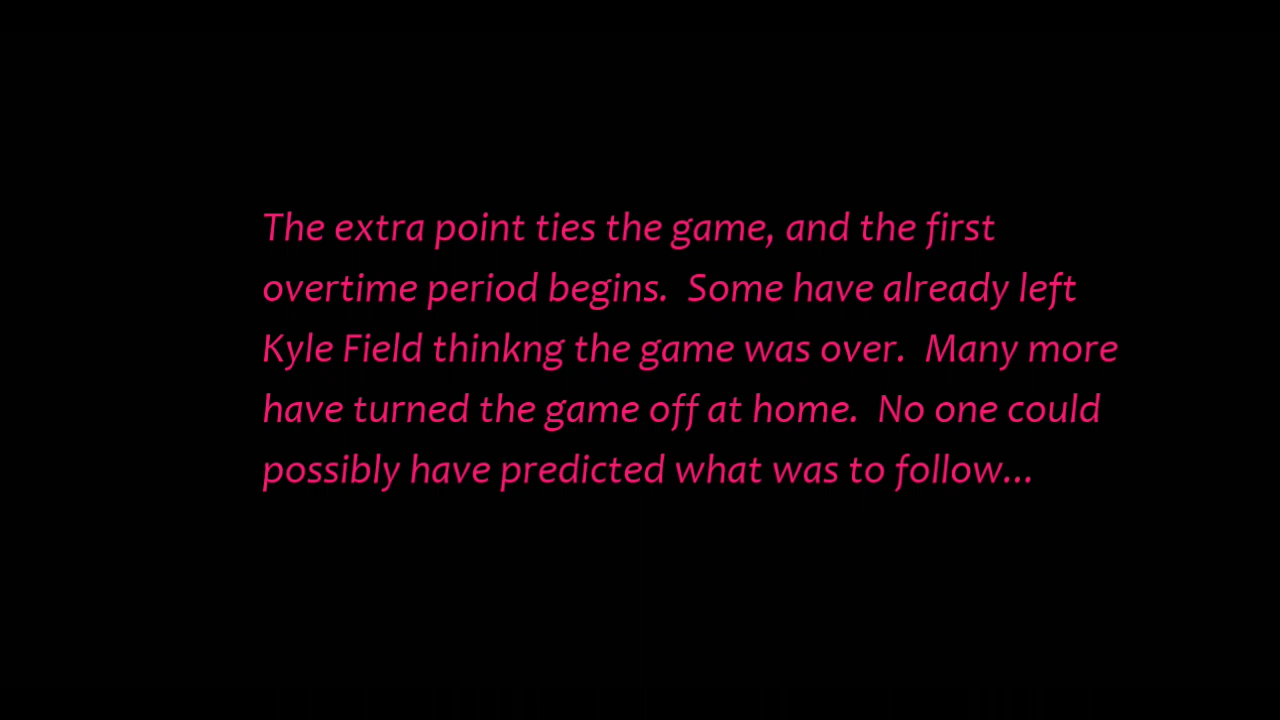 The extra point ties the game, and the first
overtime period begins.  Some have already left
Kyle Field thinkng the game was over.  Many more
have turned the game off at home.  No one could
possibly have predicted what was to follow...